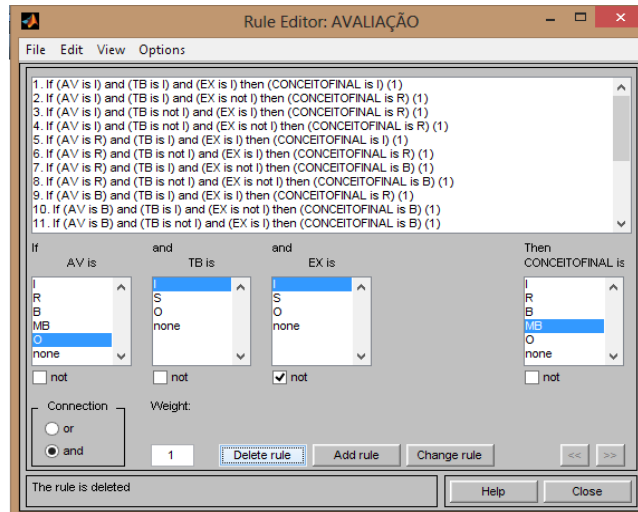 Rule Editor: AVALIAÇÃO
File Edit View Options
1. If (AV is I) and (TB is I) and (EX is I) then (CONCEITOFINAL is I) (1)
2. If (AV is I) and (TB is I) and (EX is not I) then (CONCEITOFINAL is R) (1)
3. If (AV is I) and (TB is not I) and (EX is I) then (CONCEITOFINAL is R) (1)
4. If (AV is I) and (TB is not I) and (EX is not I) then (CONCEITOFINAL is R) (1)
5. If (AV is R) and (TB is I) and (EX is I) then (CONCEITOFINAL is I) (1)
6. If (AV is R) and (TB is not I) and (EX is I) then (CONCEITOFINAL is R) (1)
7. If (AV is R) and (TB is I) and (EX is not I) then (CONCEITOFINAL is B) (1)
8. If (AV is R) and (TB is not I) and (EX is not I) then (CONCEITOFINAL is B) (1)
9. If (AV is B) and (TB is I) and (EX is I) then (CONCEITOFINAL is R) (1)
10. If (AV is B) and (TB is I) and (EX is not I) then (CONCEITOFINAL is B) (1)
11. If (AV is B) and (TB is not I) and (EX is I) then (CONCEITOFINAL is B) (1)
If and and Then
AV is TB is EX is CONCEITOFINAL is
I I I I
R S S R
B O O B
MB none none MB
O O
none none
not not not not
Connection Weight:
or
and 1 Delete rule Add rule Change rule << >>
The rule is deleted Help Close